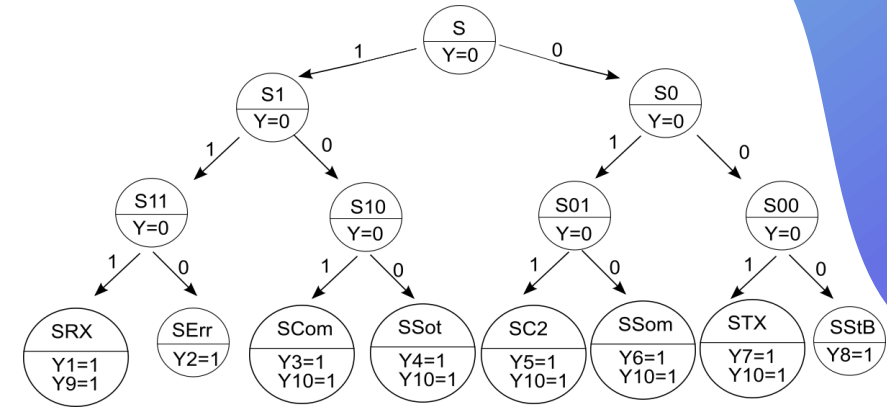 S
Y=0
1
0
S1
Y=0
S0
Y=0
1
0
1
0
S11
Y=0
S10
Y=0
S01
Y=0
S00
Y=0
1
0
1
0
1
0
1
0
SRX
Y1=1
Y9=1
SErr
Y2=1
SCom
Y3=1
Y10=1
SSot
Y4=1
Y10=1
SC2
Y5=1
Y10=1
SSom
Y6=1
Y10=1
STX
Y7=1
Y10=1
SStB
Y8=1